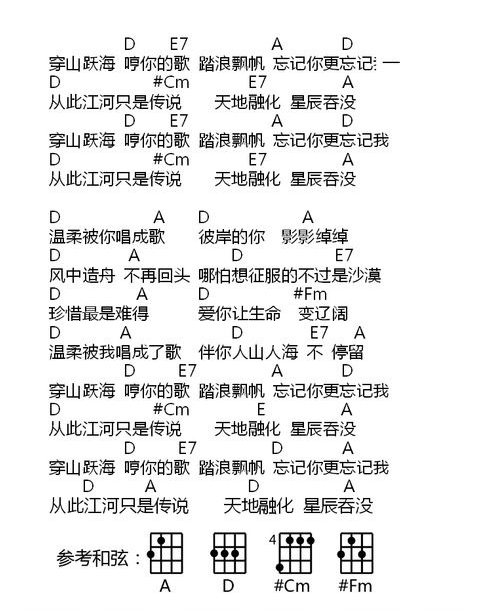 D E7 A D
穿山跃海 哼你的歌 踏浪飘帆 忘记你更忘记
D #Cm E7 A
从此江河只是传说 天地融化 星辰吞没
D E7 A D
穿山跃海 哼你的歌 踏浪飘帆 忘记你更忘记我
D #Cm E7 A
从此江河只是传说 天地融化 星辰吞没
D A D A
温柔被你唱成歌 彼岸的你 影影绰绰
D A D E7
风中造舟 不再回头 哪怕想征服的不过是沙漠
D A D #Fm
珍惜最是难得 爱你让生命 变辽阔
D A D E7 A
温柔被我唱成了歌 伴你人山人海 不 停留
D E7 A D
穿山跃海 哼你的歌 踏浪飘帆 忘记你更忘记我
D #Cm E A
从此江河只是传说 天地融化 星辰吞没
D E7 D A
穿山跃海 哼你的歌 踏浪飘帆 忘记你更忘记我
D A D A
从此江河只是传说 天地融化 星辰吞没
参考和弦： 4
A D #Cm #Fm